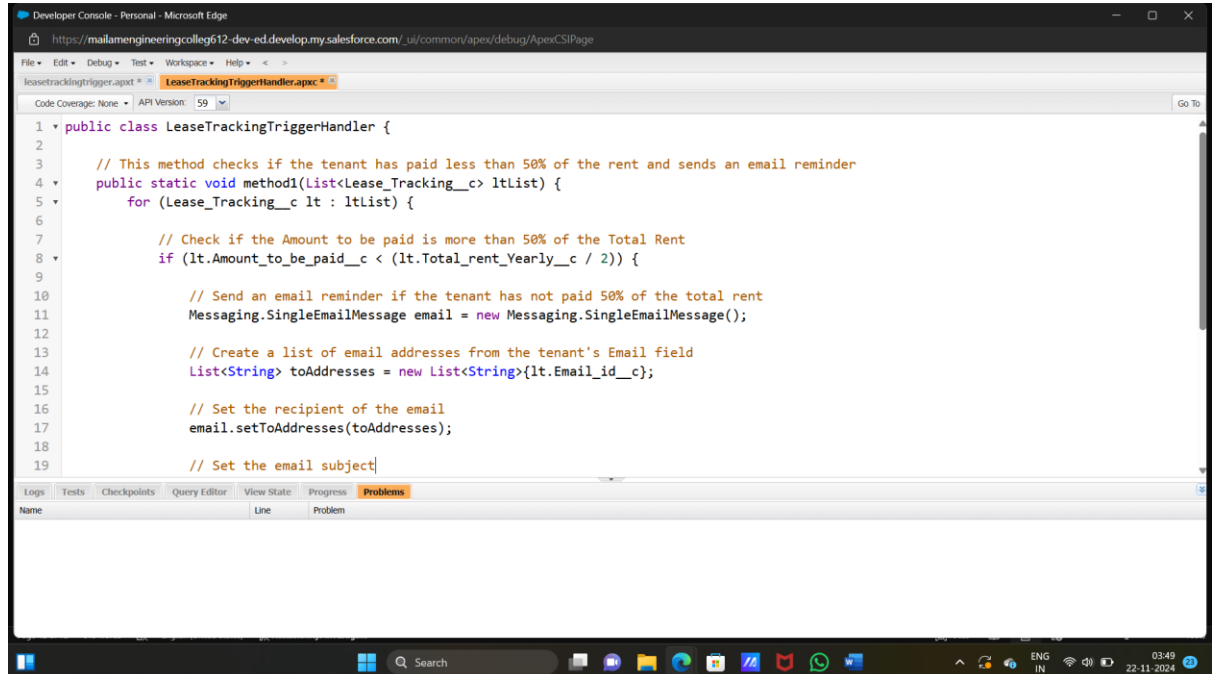 Developer Console - Personal - Microsoft Edge
https://mailamengineeringcolleg612-dev-ed.develop.my.salesforce.com/_ui/common/apex/debug/ApexCSIPage
File Edit Debug Test Workspace Help < >
leasetrackingtrigger.apxt * LeaseTrackingTriggerHandler.apxc *
Code Coverage: None API Version: 59 Go To
1 public class LeaseTrackingTriggerHandler {
2
3 // This method checks if the tenant has paid less than 50% of the rent and sends an email reminder
4 public static void method1(List<Lease_Tracking__c> ltList) {
5 for (Lease_Tracking__c lt : ltList) {
6
7 // Check if the Amount to be paid is more than 50% of the Total Rent
8 if (lt.Amount_to_be_paid__c < (lt.Total_rent_Yearly__c / 2)) {
9
10 // Send an email reminder if the tenant has not paid 50% of the total rent
11 Messaging.SingleEmailMessage email = new Messaging.SingleEmailMessage();
12
13 // Create a list of email addresses from the tenant's Email field
14 List<String> toAddresses = new List<String>{lt.Email_id__c};
15
16 // Set the recipient of the email
17 email.setToAddresses(toAddresses);
18
19 // Set the email subject
Logs Tests Checkpoints Query Editor View State Progress Problems
Name Line Problem
Search ENG IN 03:49 22-11-2024 23